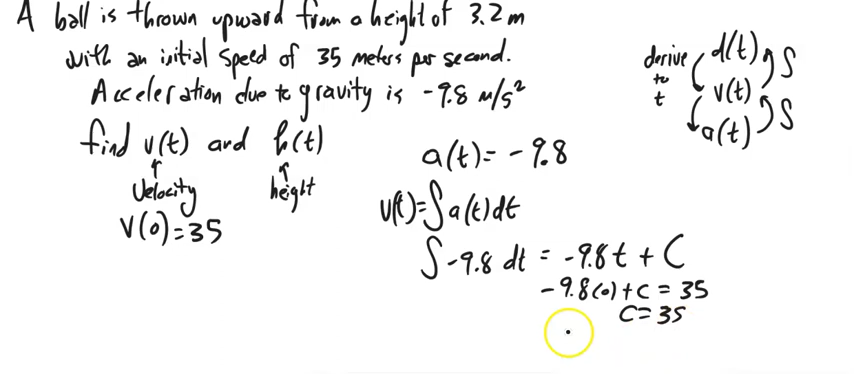 A ball is thrown upward from a height of 3.2 m
with an initial speed of 35 meters per second.
Acceleration due to gravity is -9.8 m/s²
find v(t) and h(t)
↑ ↑
Velocity height
V(0)=35
derive to t
d(t)
v(t)
a(t)
∫
∫
a(t)= -9.8
v(t)=∫a(t)dt
∫-9.8 dt = -9.8t + C
-9.8(0)+C = 35
C=35